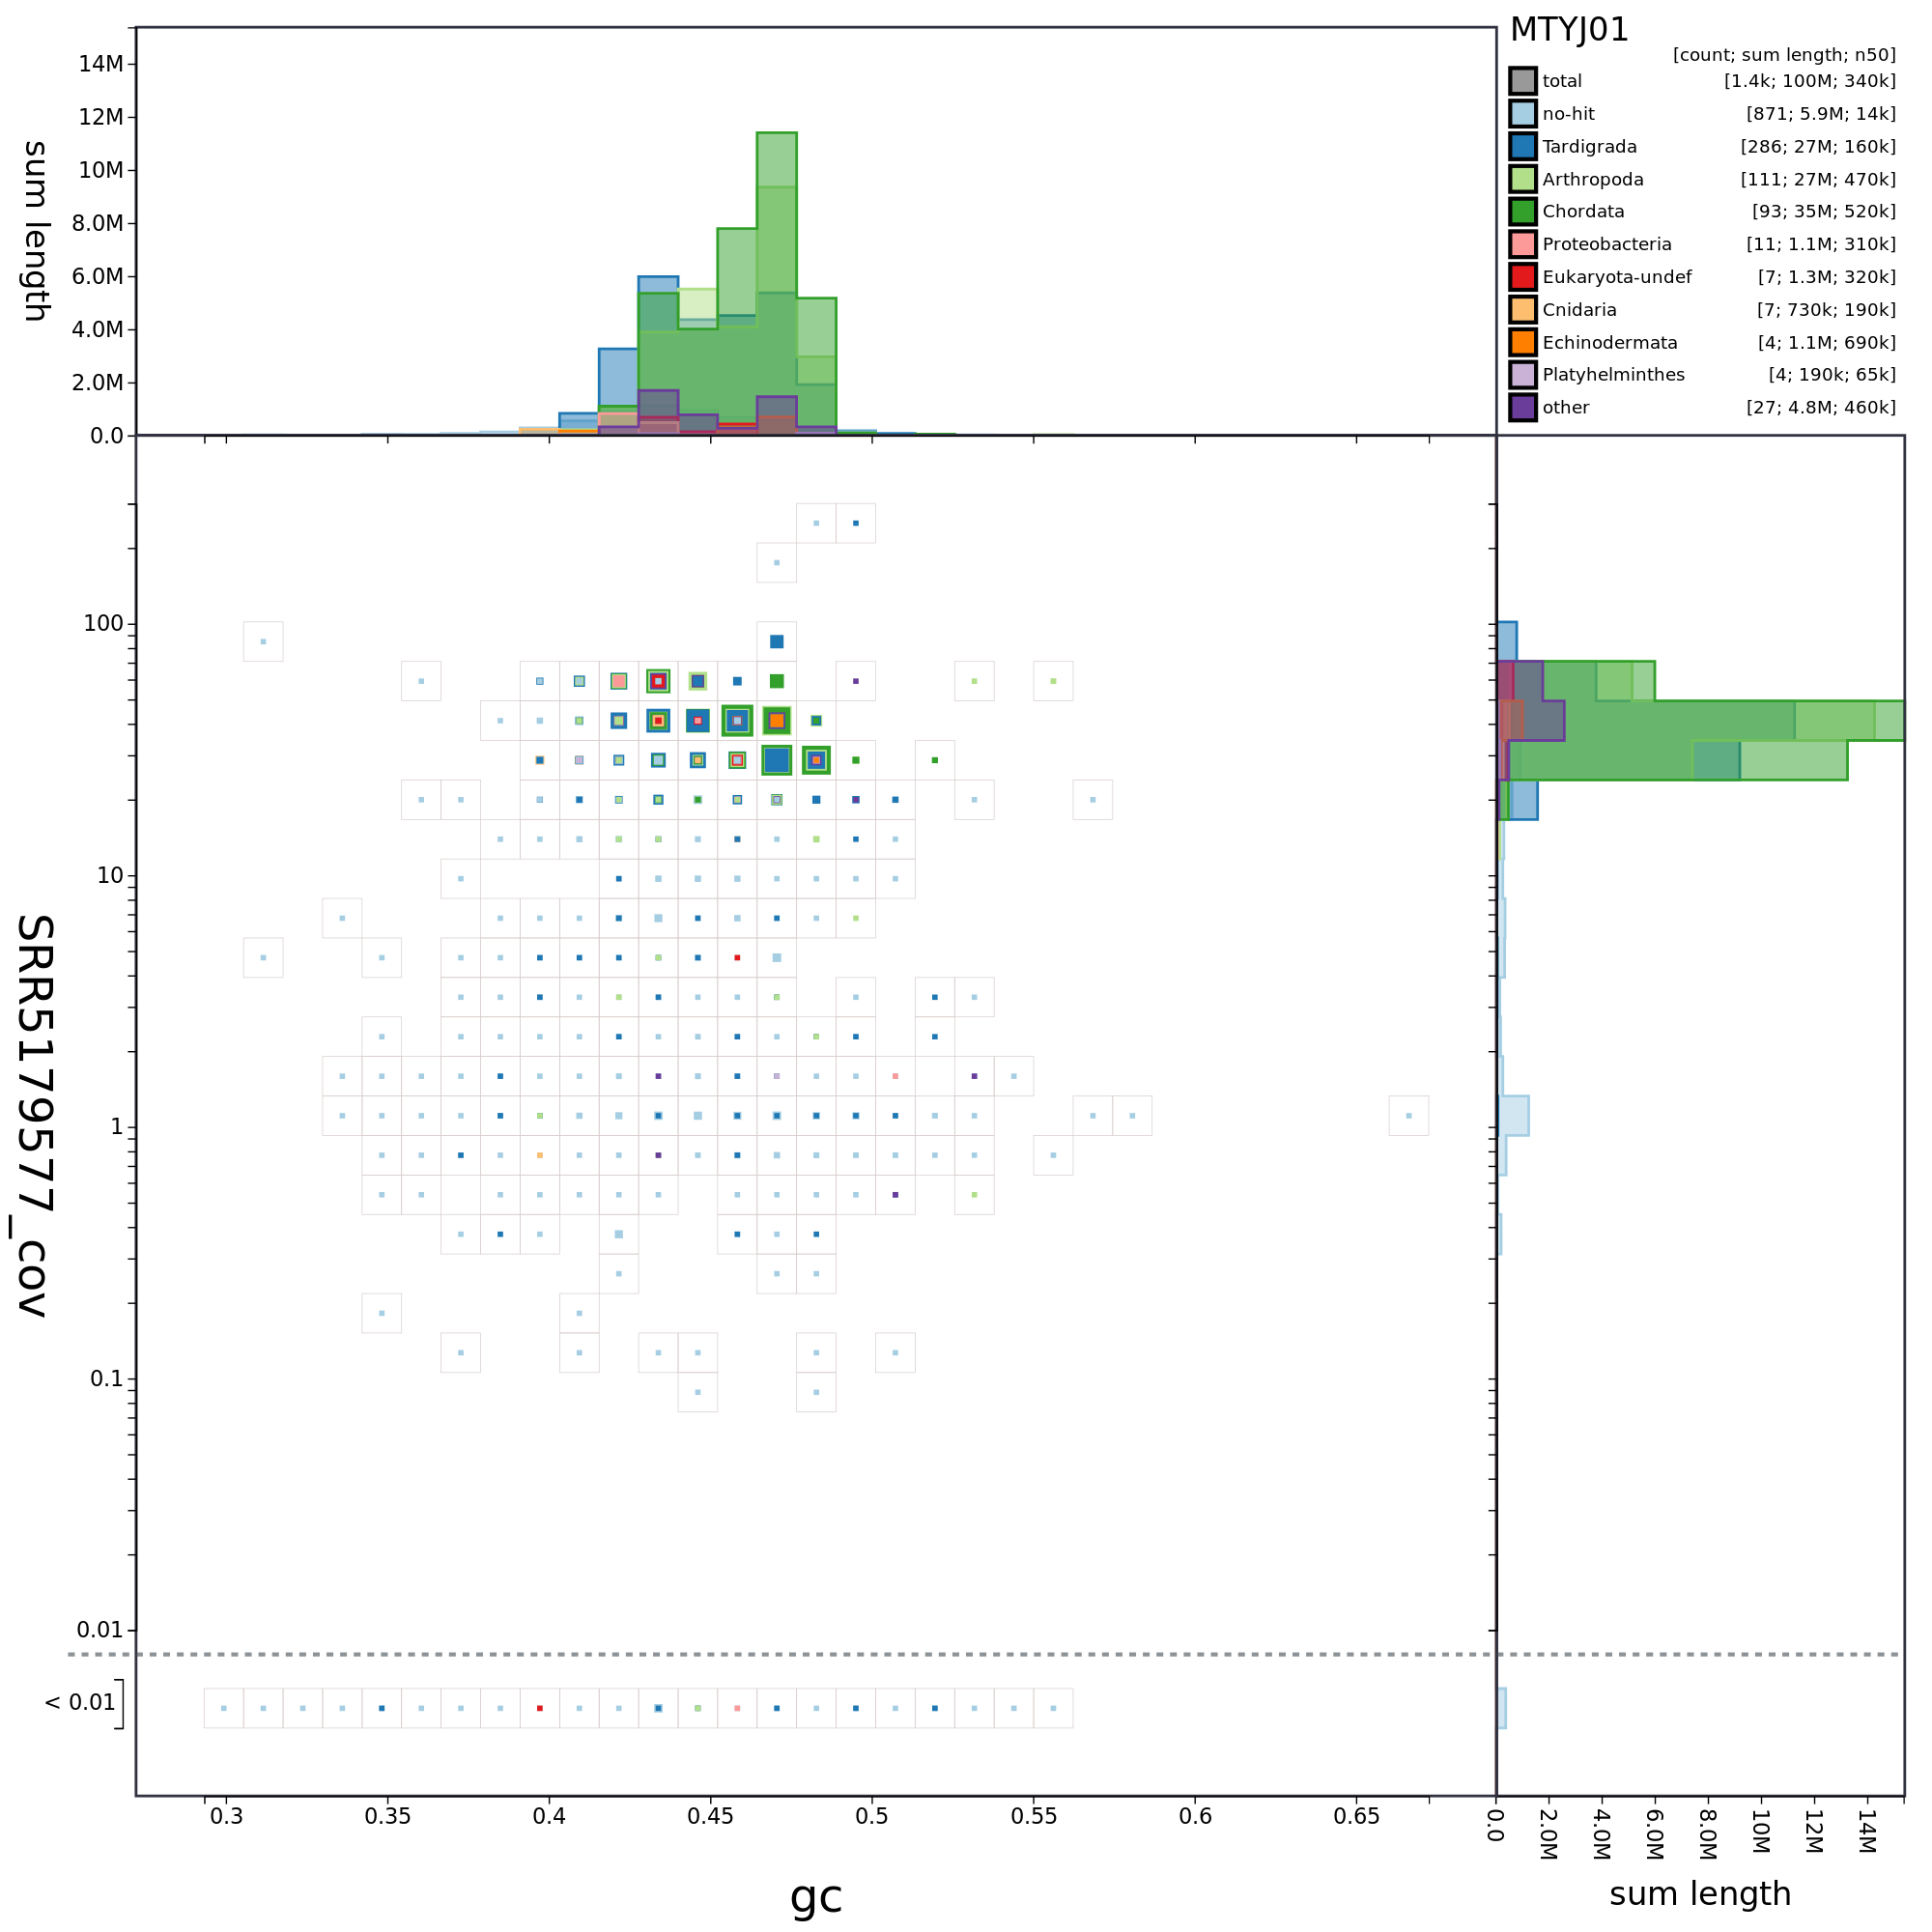 MTYJ01
[count; sum length; n50]
total [1.4k; 100M; 340k]
no-hit [871; 5.9M; 14k]
Tardigrada [286; 27M; 160k]
Arthropoda [111; 27M; 470k]
Chordata [93; 35M; 520k]
Proteobacteria [11; 1.1M; 310k]
Eukaryota-undef [7; 1.3M; 320k]
Cnidaria [7; 730k; 190k]
Echinodermata [4; 1.1M; 690k]
Platyhelminthes [4; 190k; 65k]
other [27; 4.8M; 460k]
sum length
14M
12M
10M
8.0M
6.0M
4.0M
2.0M
0.0
SRR5179577_cov
100
10
1
0.1
0.01
< 0.01
0.3 0.35 0.4 0.45 0.5 0.55 0.6 0.65
gc
0.0 2.0M 4.0M 6.0M 8.0M 10M 12M 14M
sum length